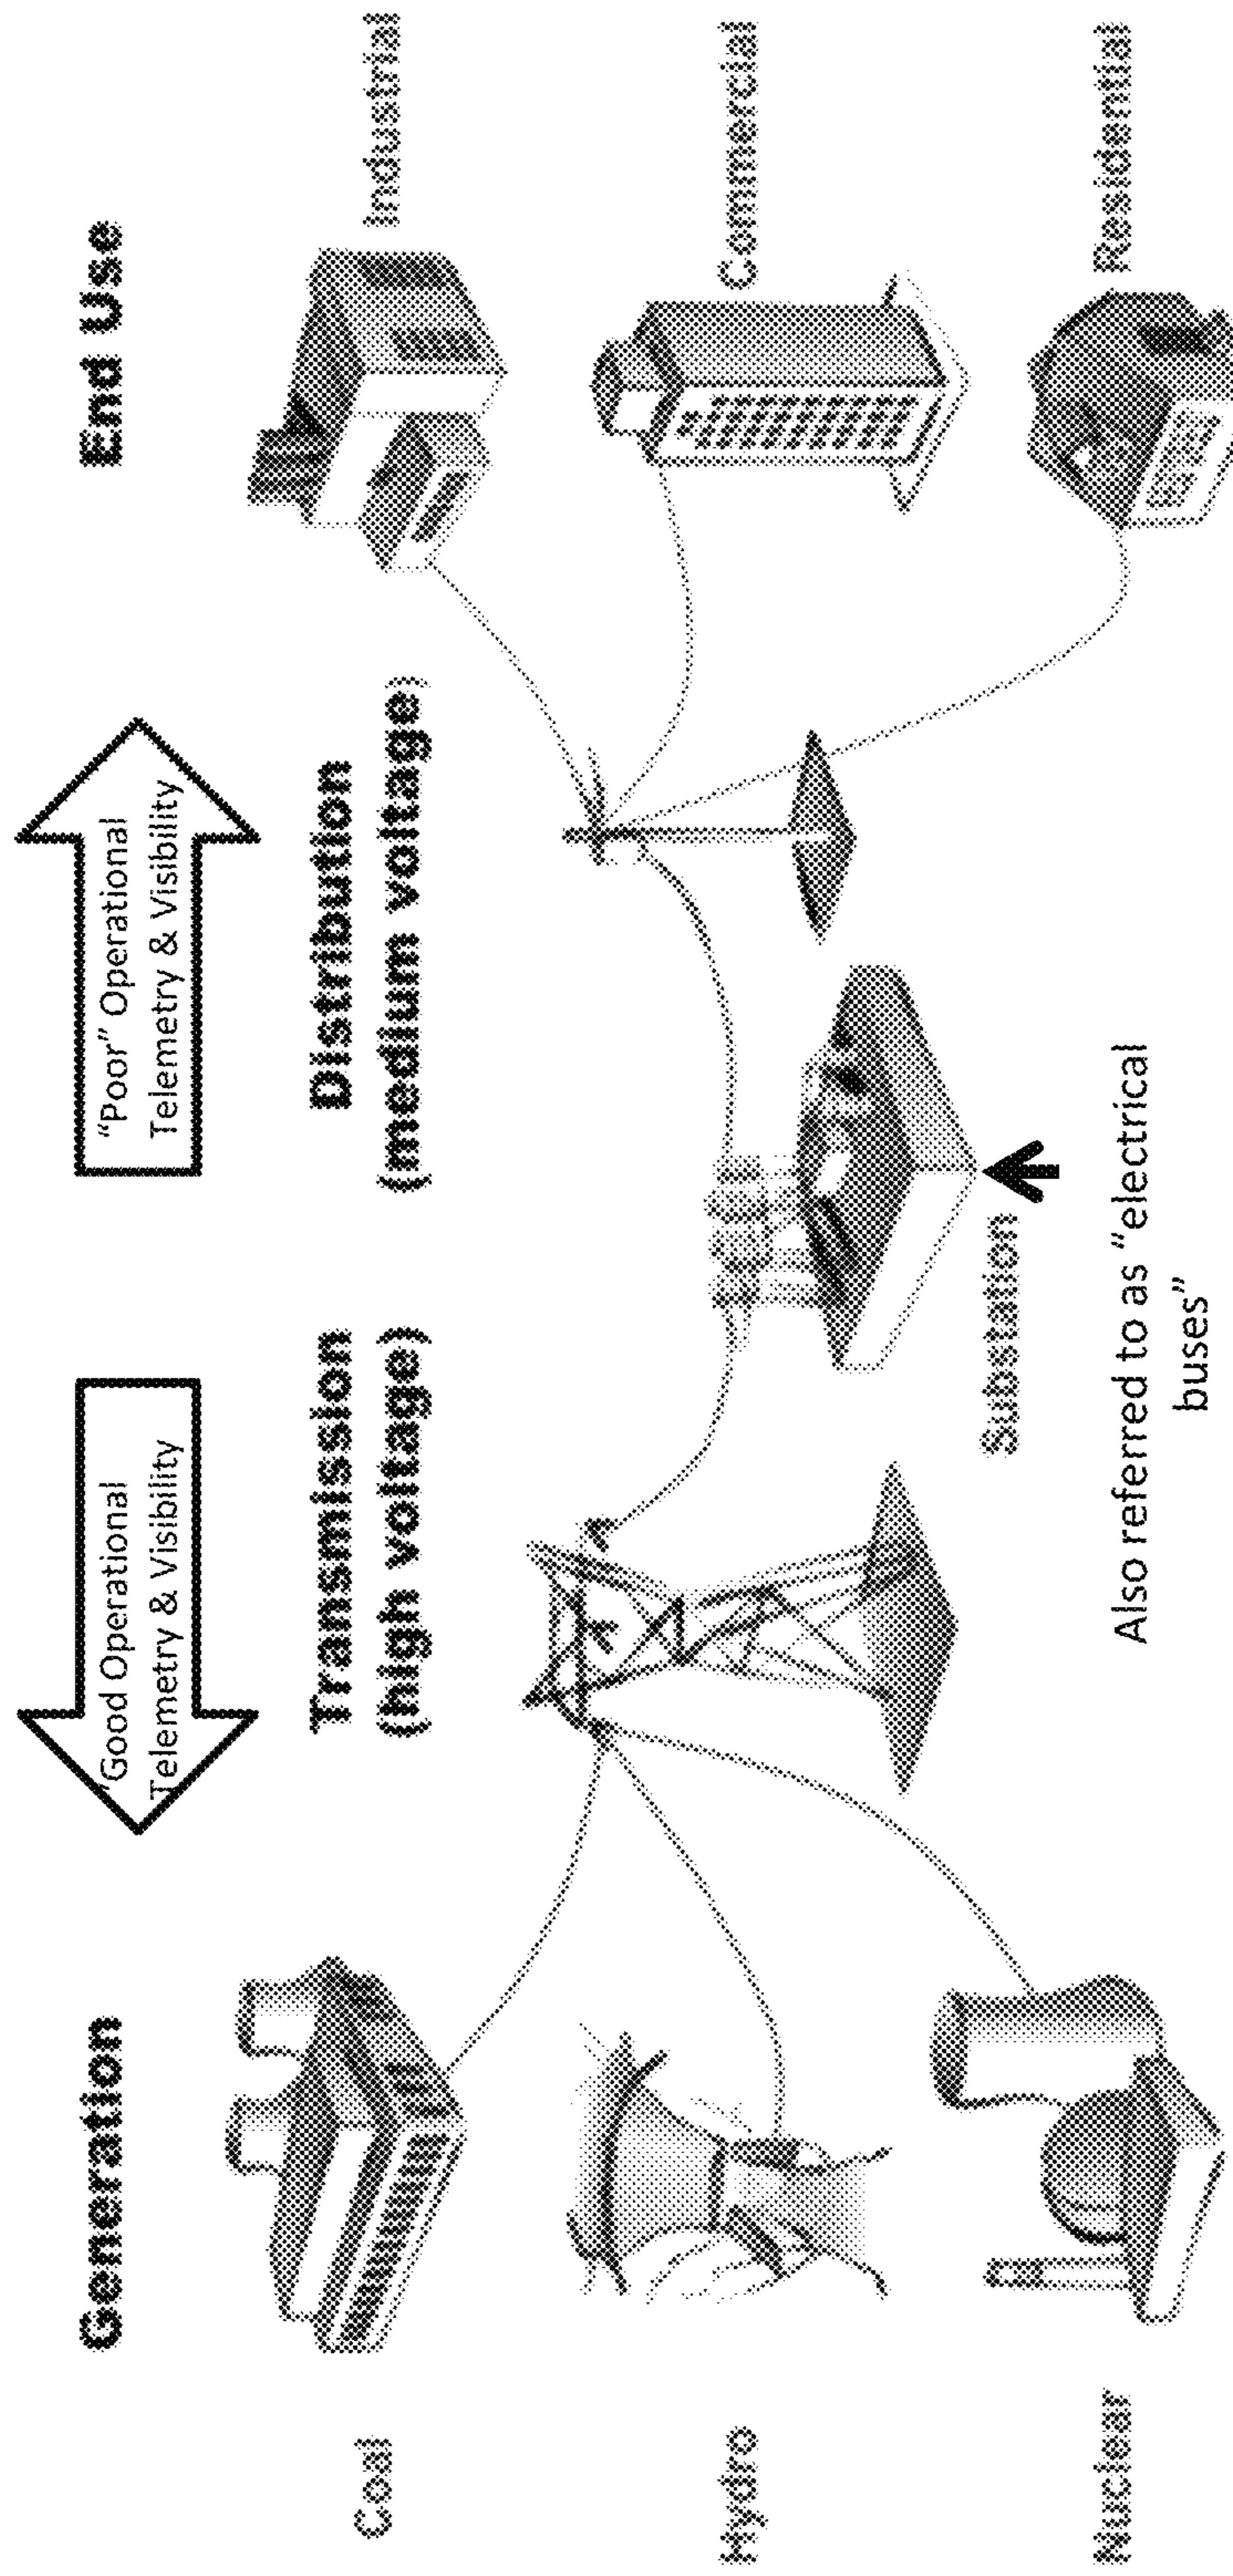 Generation
"Good Operational
Telemetry & Visibility
"Poor" Operational
Telemetry & Visibility
End Use
Transmission
(high voltage)
Distribution
(medium voltage)
Coal
Industrial
Hydro
Commercial
Nuclear
Residential
Substation
Also referred to as "electrical
buses"